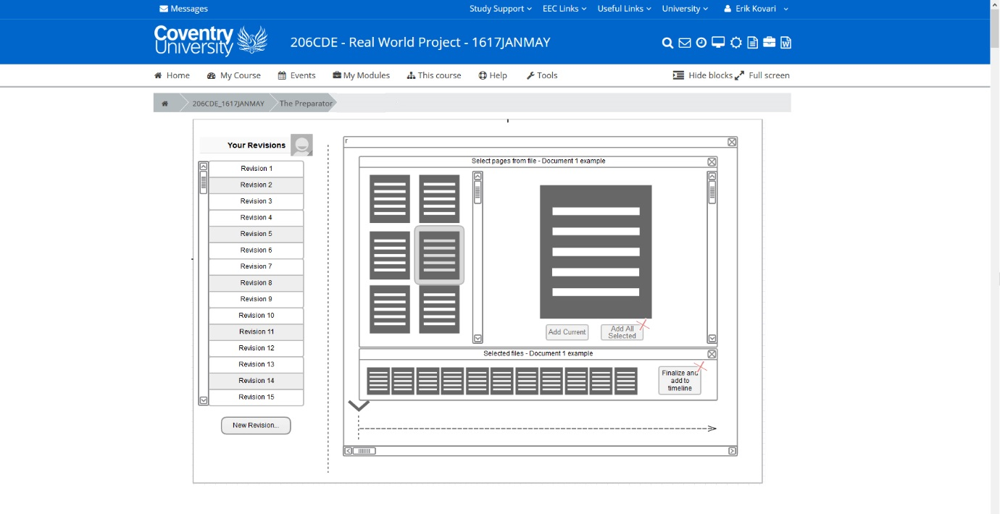 Messages
Study Support
EEC Links
Useful Links
University
Erik Kovari
Coventry
University
206CDE - Real World Project - 1617JANMAY
W
Home
My Course
Events
My Modules
This course
Help
Tools
Hide blocks
Full screen
206CDE_1617JANMAY
The Preparator
Your Revisions
Revision 1
Revision 2
Revision 3
Revision 4
Revision 5
Revision 6
Revision 7
Revision 8
Revision 9
Revision 10
Revision 11
Revision 12
Revision 13
Revision 14
Revision 15
New Revision...
r
Select pages from file - Document 1 example
Add Current
Add All
Selected
Selected files - Document 1 example
Finalize and
add to
timeline